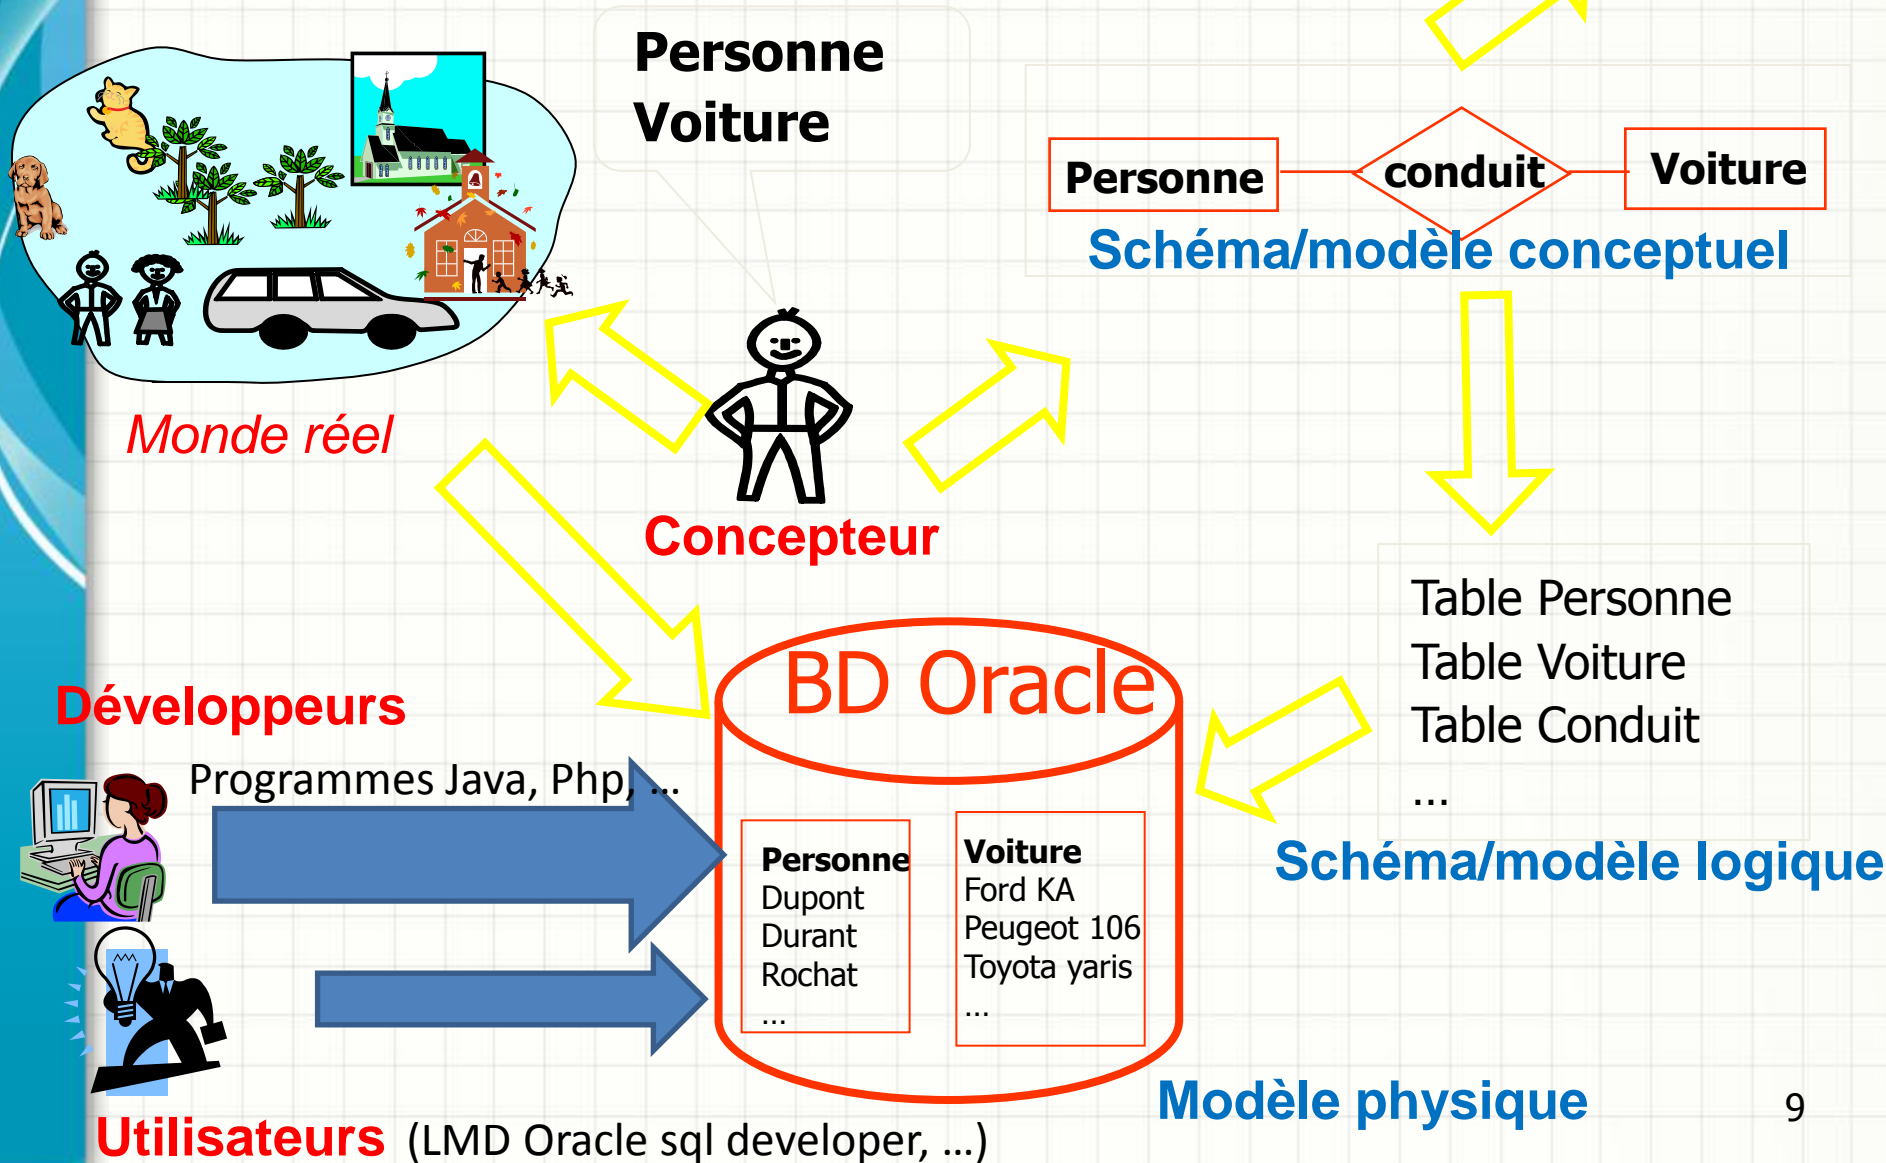 Personne
Voiture
Personne
conduit
Voiture
Schéma/modèle conceptuel
Monde réel
Concepteur
Table Personne
Table Voiture
Table Conduit
...
Schéma/modèle logique
BD Oracle
Développeurs
Programmes Java, Php, ...
Personne
Dupont
Durant
Rochat
...
Voiture
Ford KA
Peugeot 106
Toyota yaris
...
Modèle physique
Utilisateurs (LMD Oracle sql developer, ...)
9